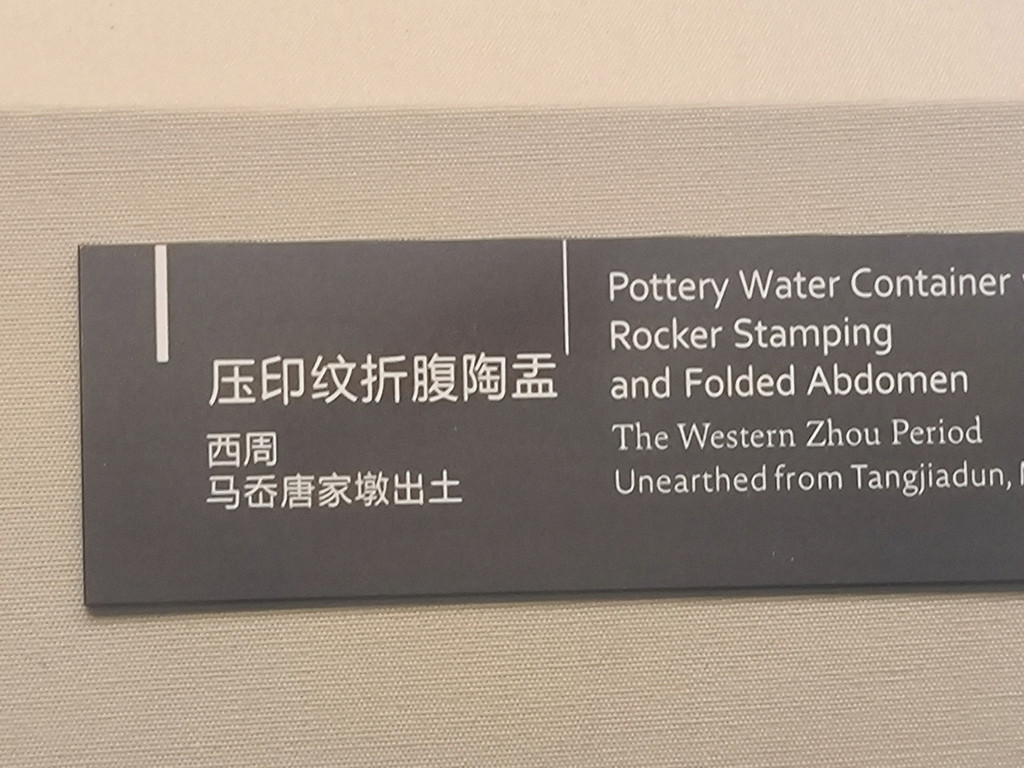 压印纹折腹陶盂
西周
马岙唐家墩出土
Pottery Water Container
Rocker Stamping
and Folded Abdomen
The Western Zhou Period
Unearthed from Tangjiadun,